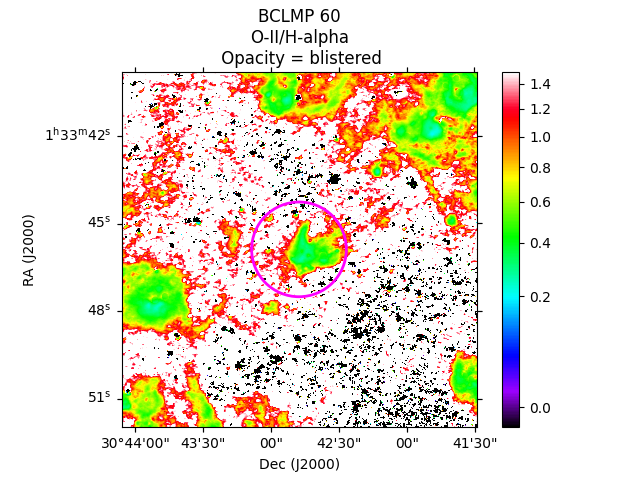 BCLMP 60
O-II/H-alpha
Opacity = blistered
1ʰ33ᵐ42ˢ
45ˢ
48ˢ
51ˢ
RA (J2000)
30°44'00" 43'30" 00" 42'30" 00" 41'30"
Dec (J2000)
1.4
1.2
1.0
0.8
0.6
0.4
0.2
0.0